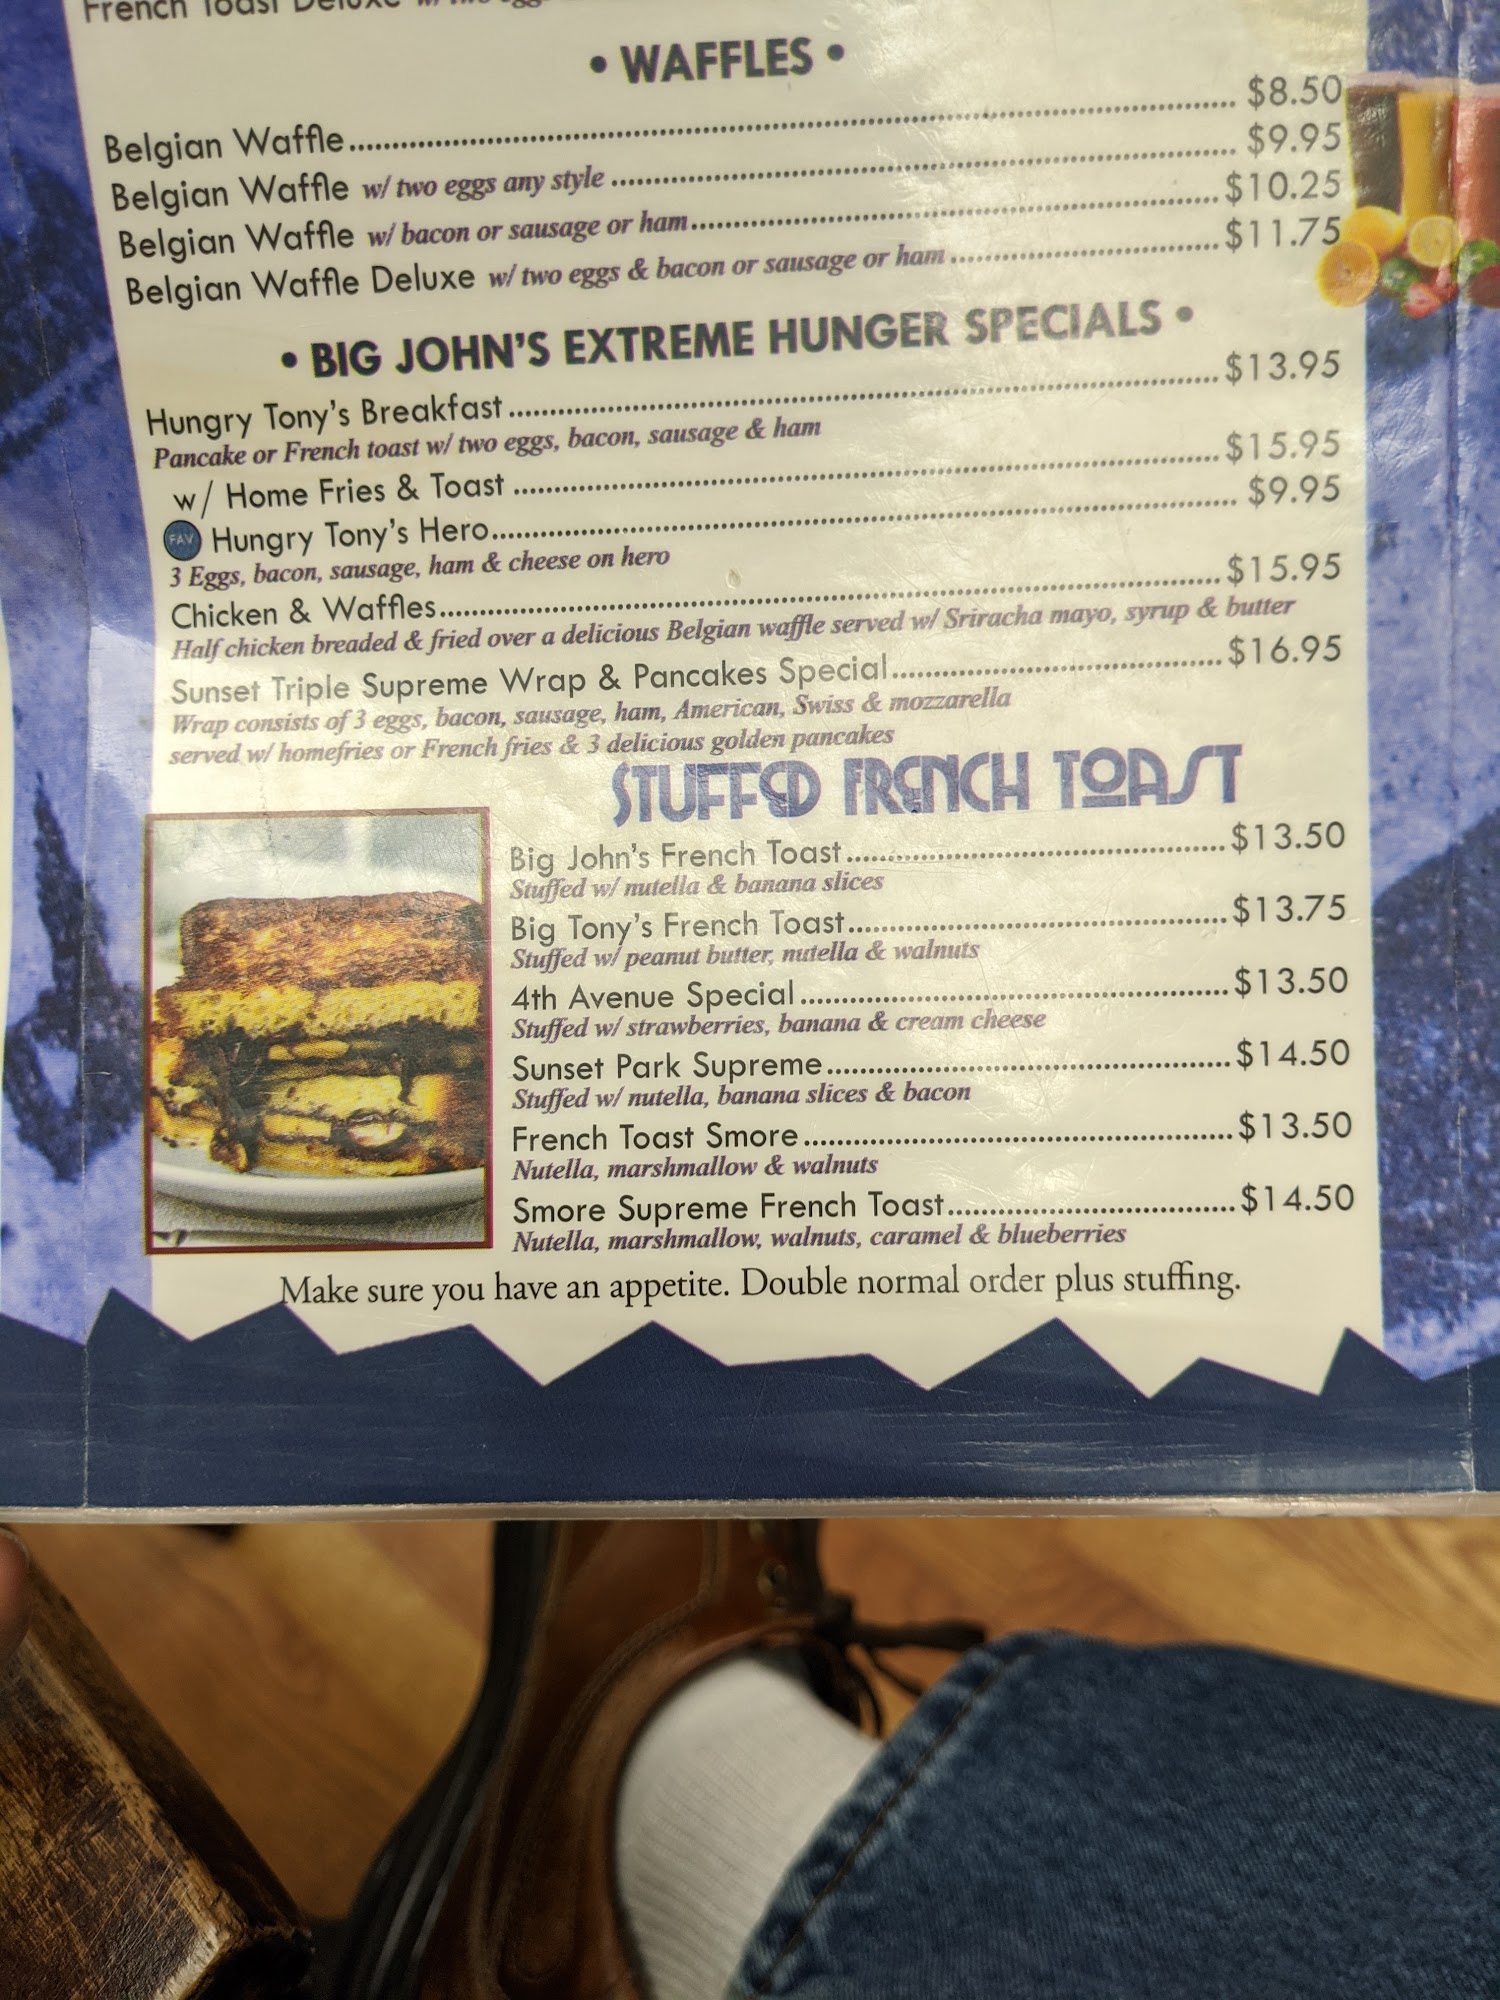 French Toast Deluxe w/ two eggs
• WAFFLES •
Belgian Waffle........ $8.50
Belgian Waffle w/ two eggs any style........ $9.95
Belgian Waffle w/ bacon or sausage or ham........ $10.25
Belgian Waffle Deluxe w/ two eggs & bacon or sausage or ham........ $11.75
• BIG JOHN'S EXTREME HUNGER SPECIALS •
Hungry Tony's Breakfast........ $13.95
Pancake or French toast w/ two eggs, bacon, sausage & ham
w/ Home Fries & Toast........ $15.95
FAV Hungry Tony's Hero........ $9.95
3 Eggs, bacon, sausage, ham & cheese on hero
Chicken & Waffles........ $15.95
Half chicken breaded & fried over a delicious Belgian waffle served w/ Sriracha mayo, syrup & butter
Sunset Triple Supreme Wrap & Pancakes Special........ $16.95
Wrap consists of 3 eggs, bacon, sausage, ham, American, Swiss & mozzarella
served w/ homefries or French fries & 3 delicious golden pancakes
STUFFED FRENCH TOAST
Big John's French Toast........ $13.50
Stuffed w/ nutella & banana slices
Big Tony's French Toast........ $13.75
Stuffed w/ peanut butter, nutella & walnuts
4th Avenue Special........ $13.50
Stuffed w/ strawberries, banana & cream cheese
Sunset Park Supreme........ $14.50
Stuffed w/ nutella, banana slices & bacon
French Toast Smore........ $13.50
Nutella, marshmallow & walnuts
Smore Supreme French Toast........ $14.50
Nutella, marshmallow, walnuts, caramel & blueberries
Make sure you have an appetite. Double normal order plus stuffing.